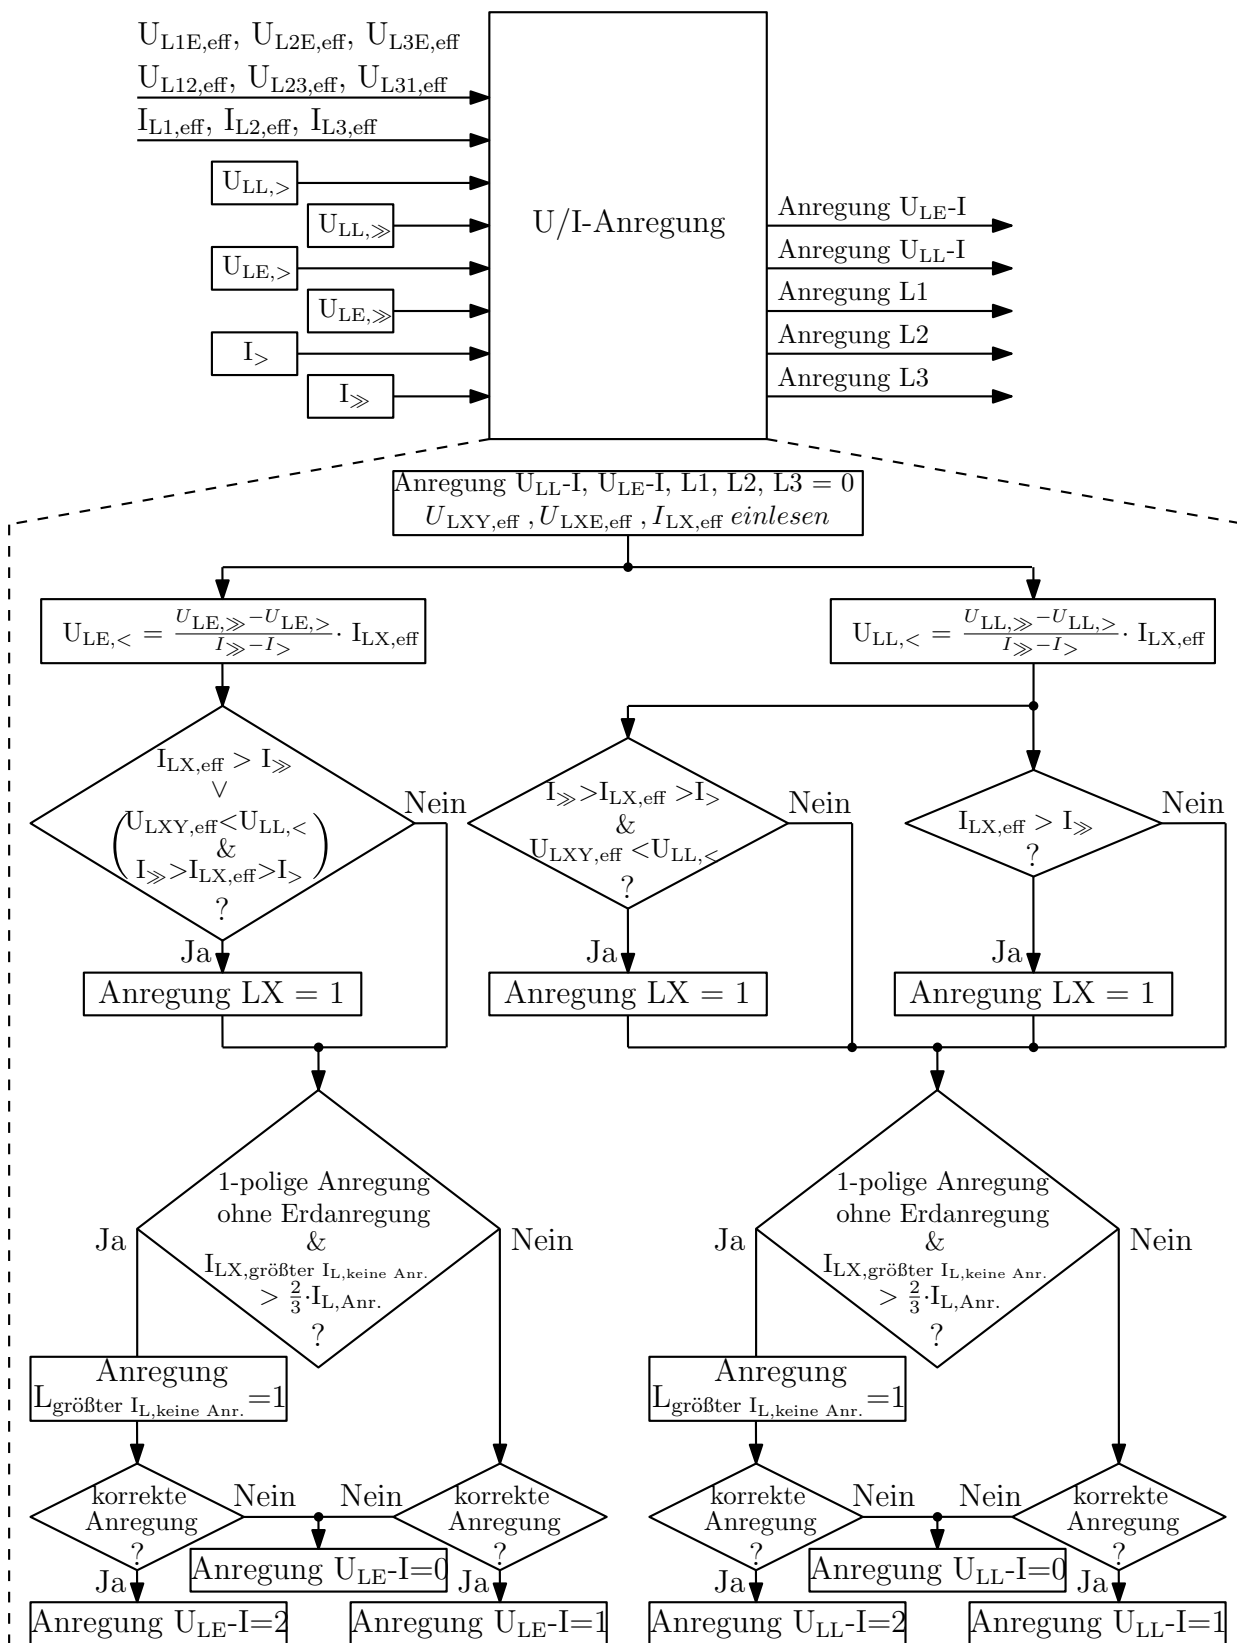 U_L1E,eff, U_L2E,eff, U_L3E,eff
U_L12,eff, U_L23,eff, U_L31,eff
I_L1,eff, I_L2,eff, I_L3,eff
U_LL,>
U_LL,≫
U_LE,>
U_LE,≫
I_>
I_≫
U/I-Anregung
Anregung U_LE-I
Anregung U_LL-I
Anregung L1
Anregung L2
Anregung L3
Anregung U_LL-I, U_LE-I, L1, L2, L3 = 0
U_LXY,eff , U_LXE,eff , I_LX,eff einlesen
U_LE,< = (U_LE,≫ − U_LE,>)/(I_≫ − I_>) · I_LX,eff
U_LL,< = (U_LL,≫ − U_LL,>)/(I_≫ − I_>) · I_LX,eff
I_LX,eff > I_≫
∨
(U_LXY,eff<U_LL,<
&
I_≫>I_LX,eff>I_>)
?
Nein
Ja
Anregung LX = 1
I_≫>I_LX,eff >I_>
&
U_LXY,eff <U_LL,<
?
Nein
Ja
Anregung LX = 1
I_LX,eff > I_≫
?
Nein
Ja
Anregung LX = 1
1-polige Anregung
ohne Erdanregung
&
I_LX,größter I_L,keine Anr.
> 2/3·I_L,Anr.
?
Ja
Nein
Anregung
L_größter I_L,keine Anr.=1
korrekte
Anregung
?
Nein
Nein
korrekte
Anregung
?
Anregung U_LE-I=0
Ja
Ja
Anregung U_LE-I=2
Anregung U_LE-I=1
1-polige Anregung
ohne Erdanregung
&
I_LX,größter I_L,keine Anr.
> 2/3·I_L,Anr.
?
Ja
Nein
Anregung
L_größter I_L,keine Anr.=1
korrekte
Anregung
?
Nein
Nein
korrekte
Anregung
?
Anregung U_LL-I=0
Ja
Ja
Anregung U_LL-I=2
Anregung U_LL-I=1